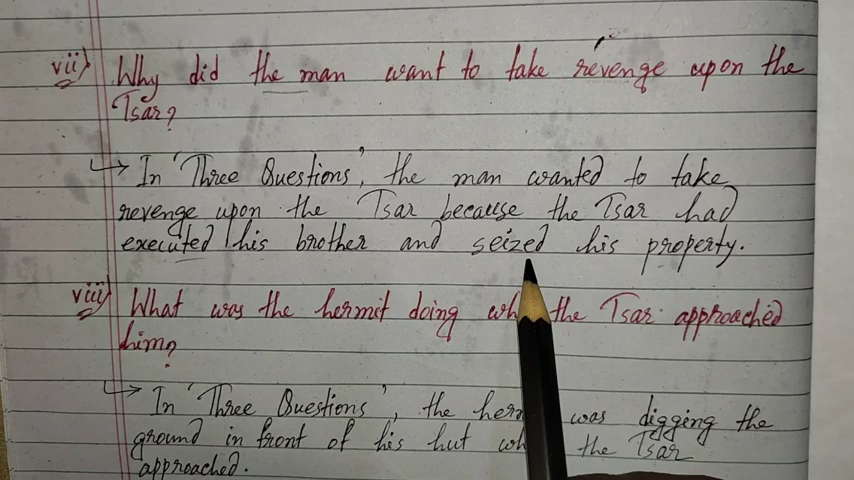 vii) Why did the man want to take revenge upon the
Tsar?
→ In 'Three Questions', the man wanted to take
revenge upon the Tsar because the Tsar had
executed his brother and seized his property.
viii) What was the hermit doing the Tsar approached
him?
→ In 'Three Questions', the was digging the
ground in front of his hut the Tsar
approached.